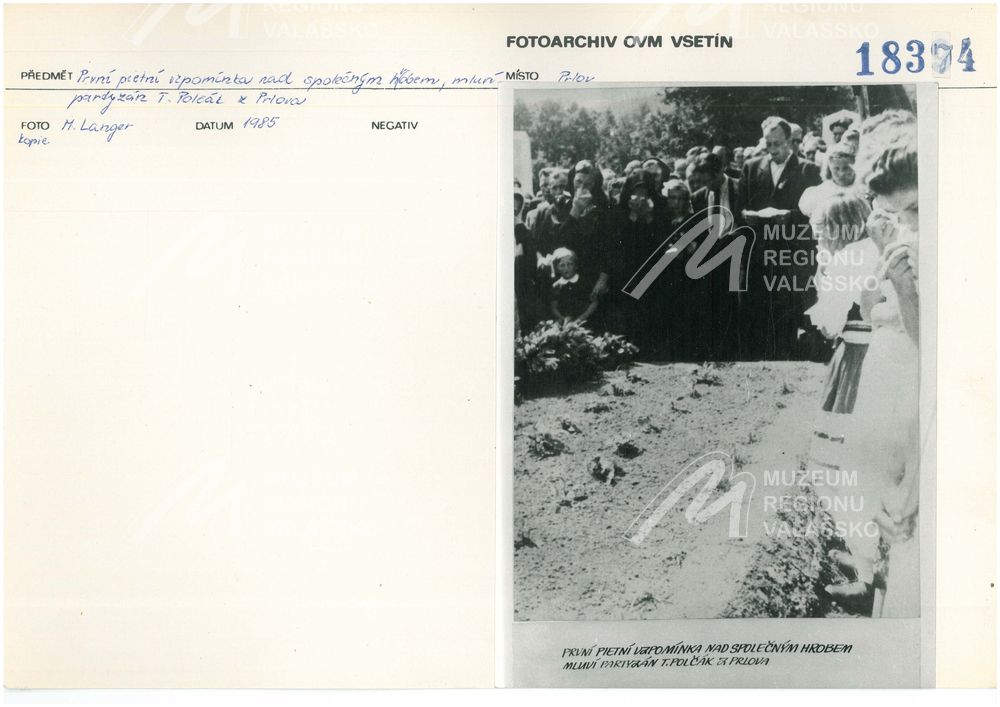 FOTOARCHIV OVM VSETÍN
18374
PŘEDMĚT První pietní vzpomínka nad společným hrobem, mluví
partyzán T. Polčák z Prlova
MÍSTO Prlov
FOTO M. Langer
kopie
DATUM 1985
NEGATIV
MUZEUM
REGIONU
VALAŠSKO
MUZEUM
REGIONU
VALAŠSKO
PRVNÍ PIETNÍ VZPOMÍNKA NAD SPOLEČNÝM HROBEM
MLUVÍ PARTYZÁN T. POLČÁK Z PRLOVA